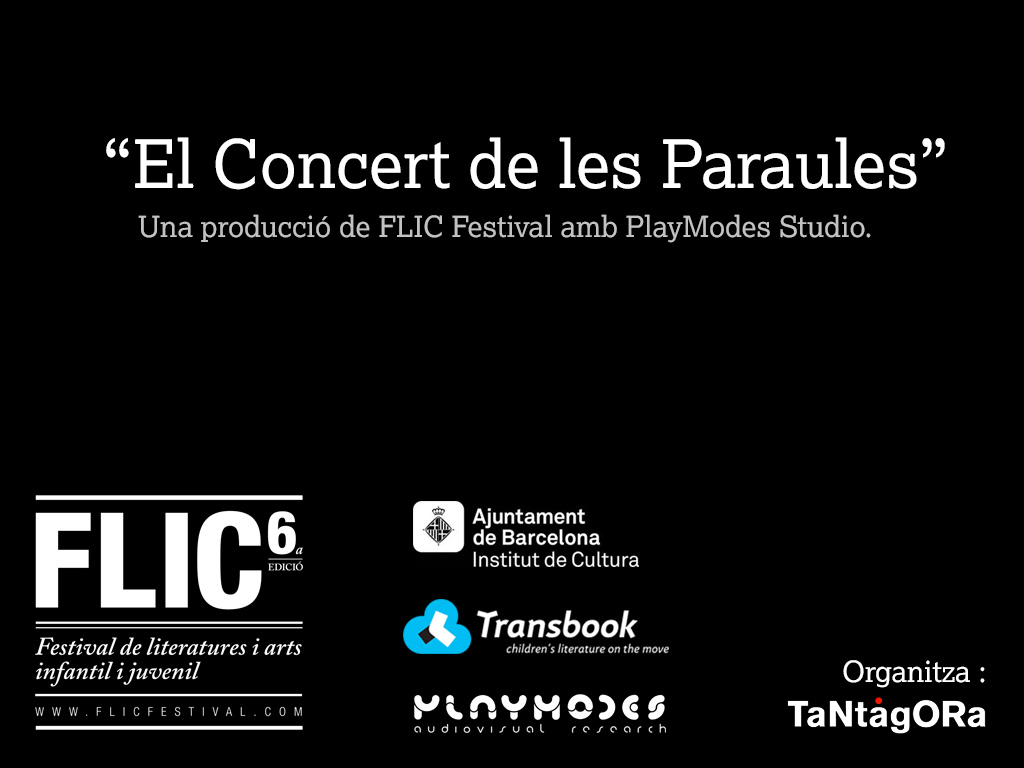 “El Concert de les Paraules”
Una producció de FLIC Festival amb PlayModes Studio.
FLIC 6a EDICIÓ
Festival de literatures i arts
infantil i juvenil
WWW.FLICFESTIVAL.COM
Ajuntament
de Barcelona
Institut de Cultura
Transbook
children's literature on the move
PLAYMODES
audiovisual research
Organitza :
TaNtàgORa